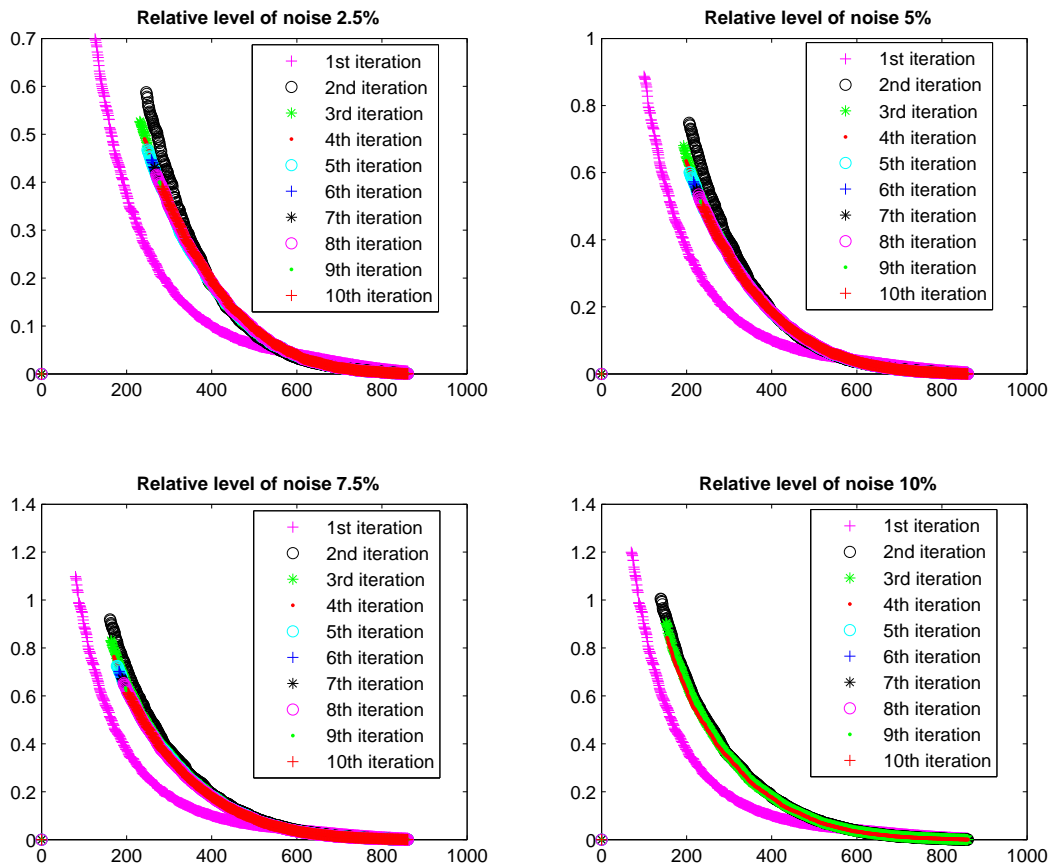 Relative level of noise 2.5%
0.7
0.6
0.5
0.4
0.3
0.2
0.1
0
0 200 400 600 800 1000
1st iteration
2nd iteration
3rd iteration
4th iteration
5th iteration
6th iteration
7th iteration
8th iteration
9th iteration
10th iteration
Relative level of noise 5%
1
0.8
0.6
0.4
0.2
0
0 200 400 600 800 1000
1st iteration
2nd iteration
3rd iteration
4th iteration
5th iteration
6th iteration
7th iteration
8th iteration
9th iteration
10th iteration
Relative level of noise 7.5%
1.4
1.2
1
0.8
0.6
0.4
0.2
0
0 200 400 600 800 1000
1st iteration
2nd iteration
3rd iteration
4th iteration
5th iteration
6th iteration
7th iteration
8th iteration
9th iteration
10th iteration
Relative level of noise 10%
1.4
1.2
1
0.8
0.6
0.4
0.2
0
0 200 400 600 800 1000
1st iteration
2nd iteration
3rd iteration
4th iteration
5th iteration
6th iteration
7th iteration
8th iteration
9th iteration
10th iteration